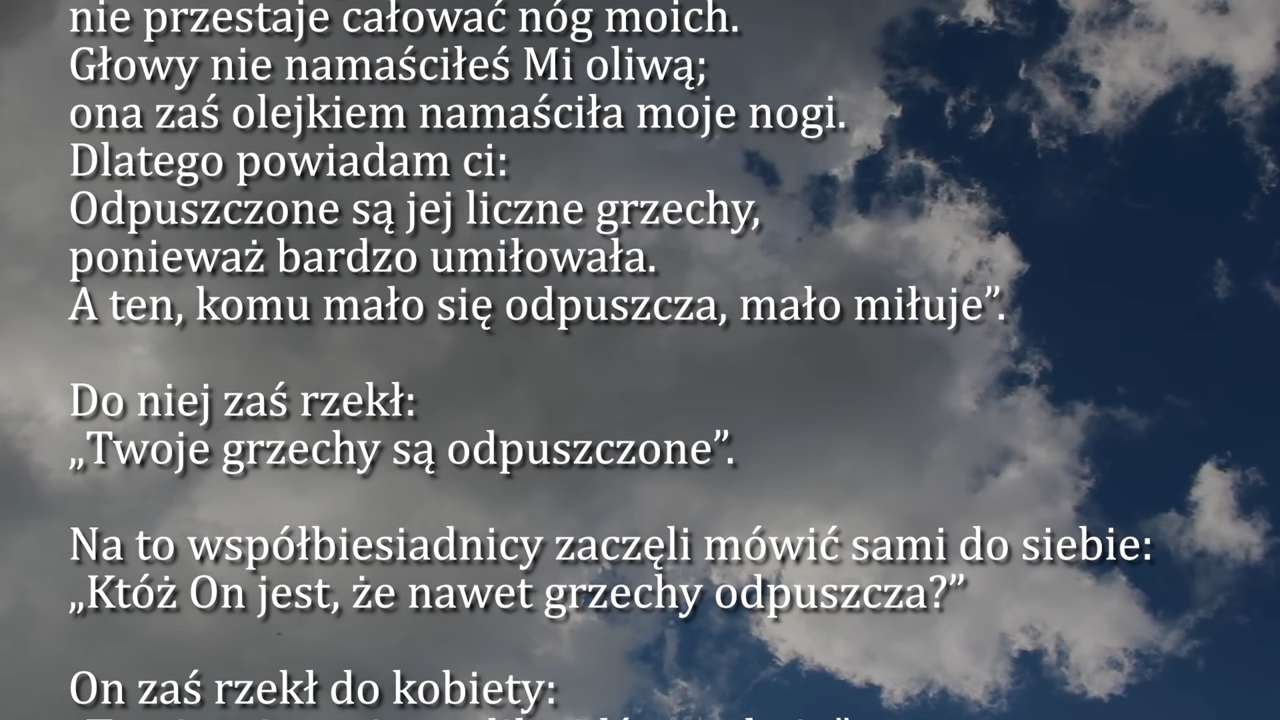 nie przestaje całować nóg moich.
Głowy nie namaściłeś Mi oliwą;
ona zaś olejkiem namaściła moje nogi.
Dlatego powiadam ci:
Odpuszczone są jej liczne grzechy,
ponieważ bardzo umiłowała.
A ten, komu mało się odpuszcza, mało miłuje”.
Do niej zaś rzekł:
„Twoje grzechy są odpuszczone”.
Na to współbiesiadnicy zaczęli mówić sami do siebie:
„Któż On jest, że nawet grzechy odpuszcza?”
On zaś rzekł do kobiety: